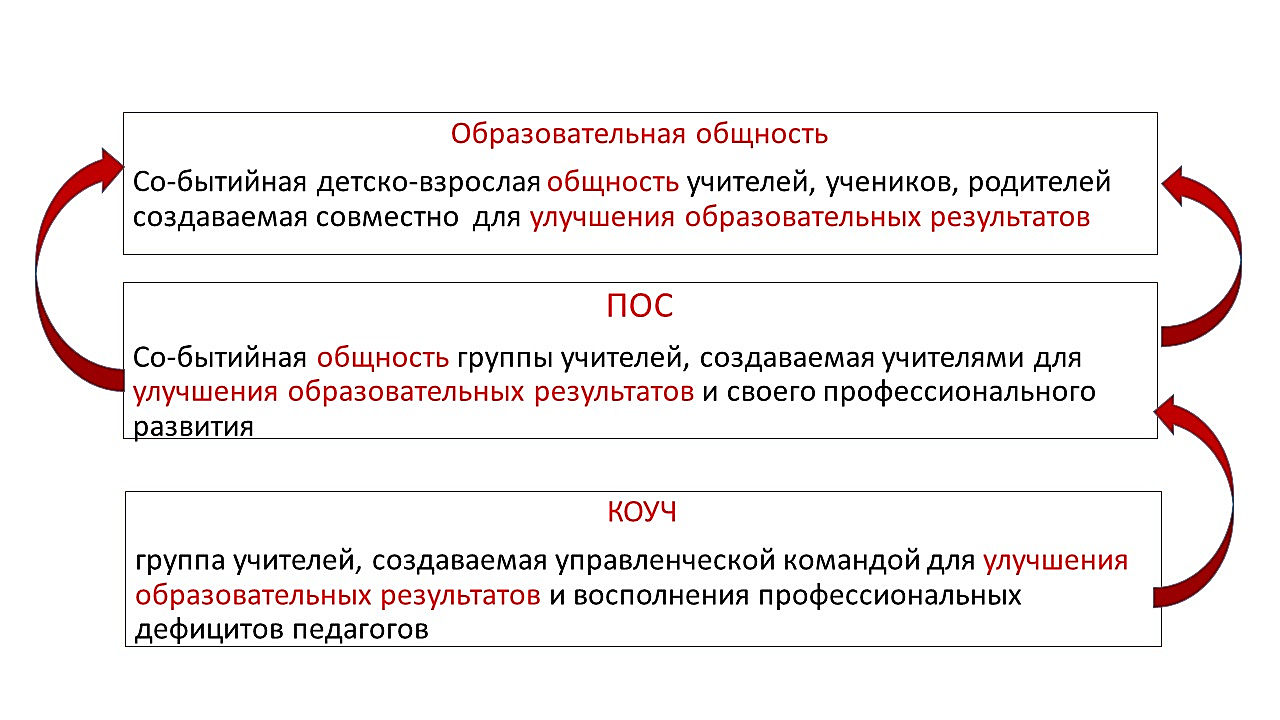 Образовательная общность
Со-бытийная детско-взрослая общность учителей, учеников, родителей
создаваемая совместно для улучшения образовательных результатов
ПОС
Со-бытийная общность группы учителей, создаваемая учителями для
улучшения образовательных результатов и своего профессионального
развития
КОУЧ
группа учителей, создаваемая управленческой командой для улучшения
образовательных результатов и восполнения профессиональных
дефицитов педагогов